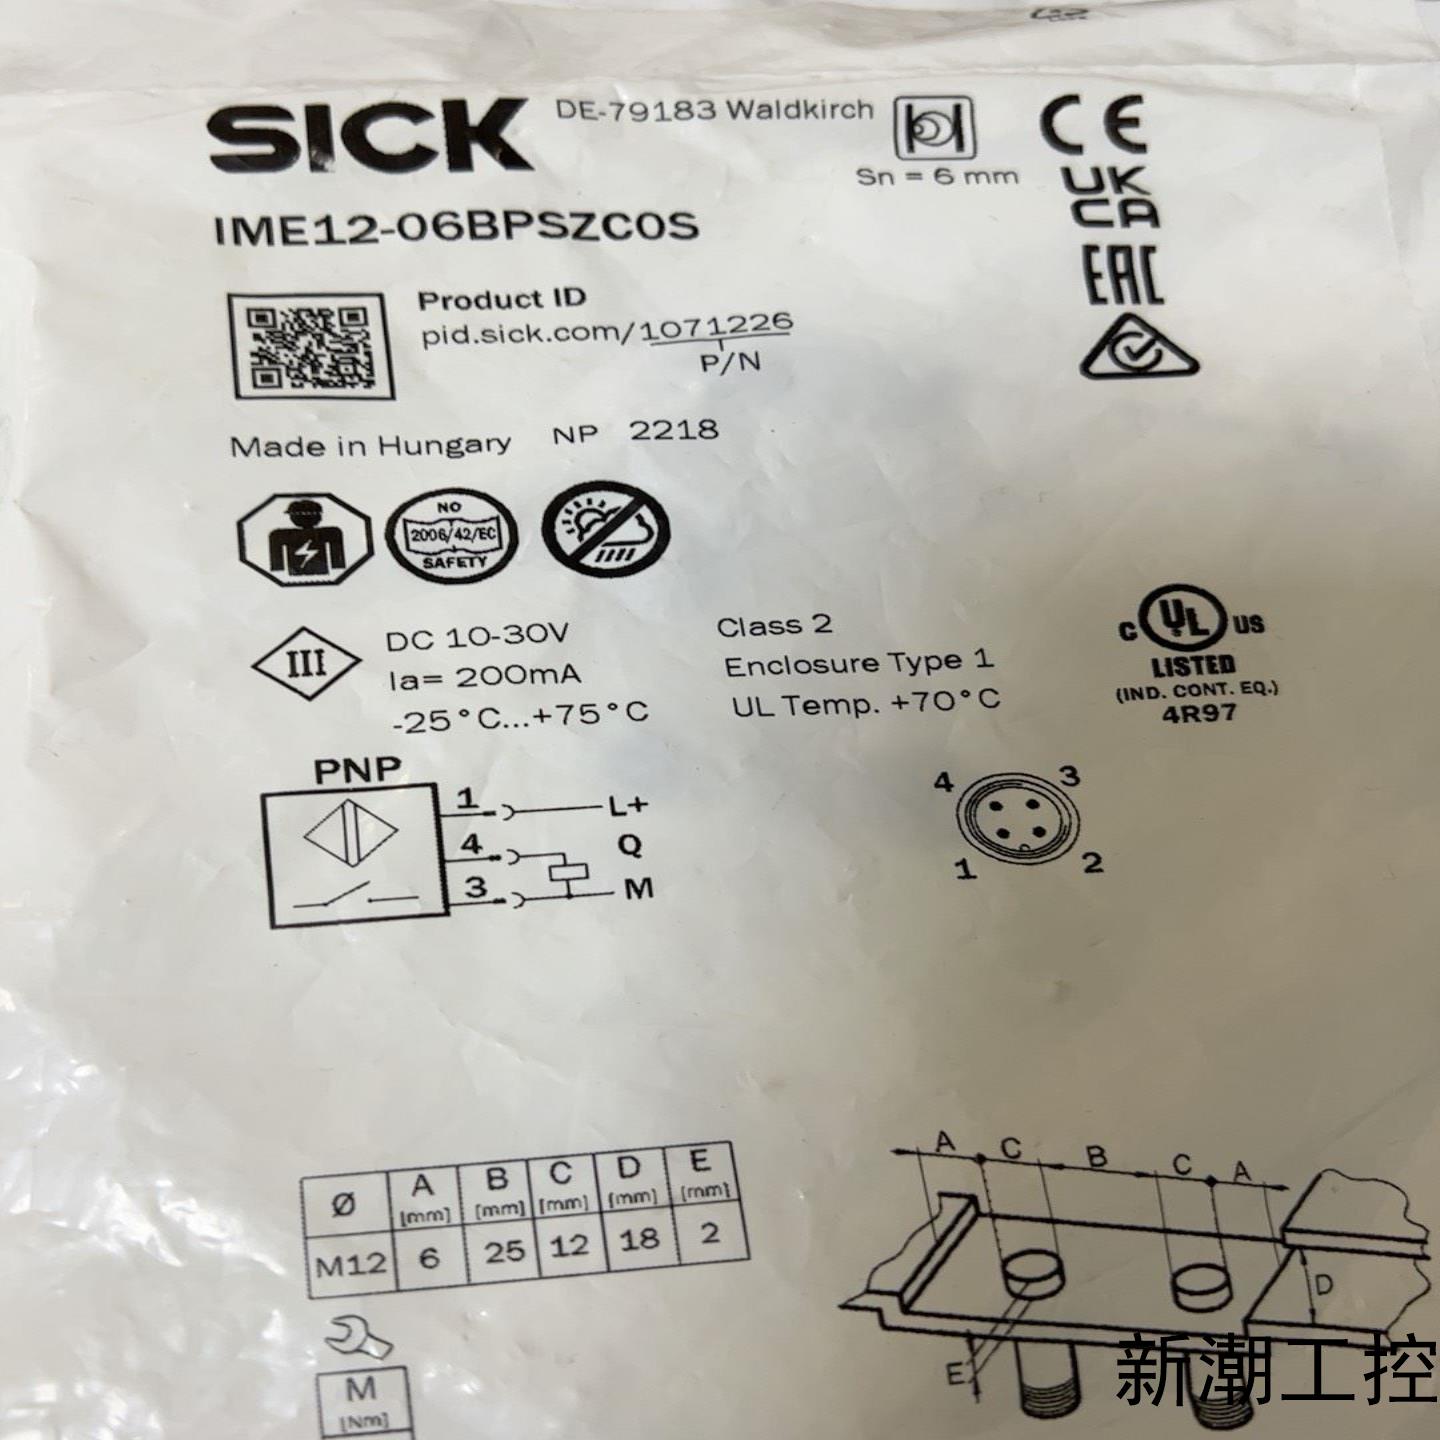 SICK DE-79183 Waldkirch
Sn = 6 mm
CE
UK
CA
EAC
IME12-06BPSZC0S
Product ID
pid.sick.com/1071226
P/N
Made in Hungary NP 2218
NO
2006/42/EC
SAFETY
III
DC 10-30V
Ia= 200mA
-25°C...+75°C
Class 2
Enclosure Type 1
UL Temp. +70°C
C UL US
LISTED
(IND. CONT. EQ.)
4R97
PNP
1 L+
4 Q
3 M
4 3
1 2
Ø A [mm] B [mm] C [mm] D [mm] E [mm]
M12 6 25 12 18 2
M
[Nm]
A C B C A
D
E
新潮工控